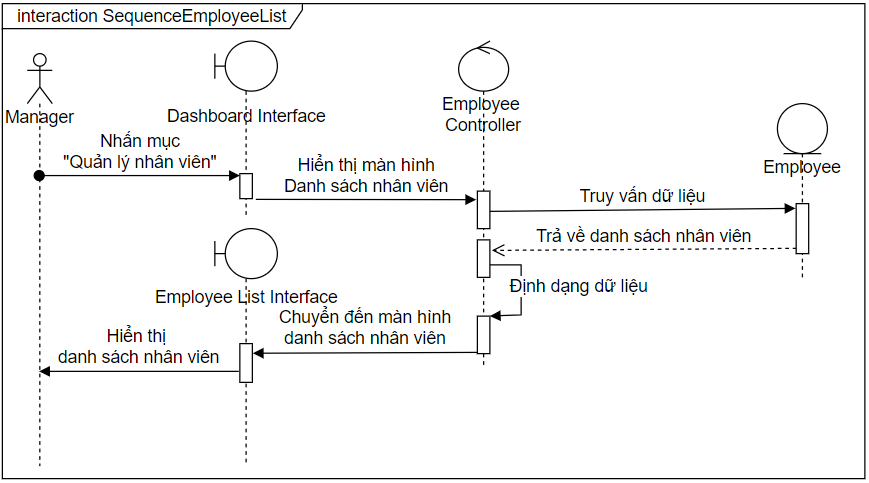 interaction SequenceEmployeeList
Manager
Dashboard Interface
Employee
Controller
Employee
Nhấn mục
"Quản lý nhân viên"
Hiển thị màn hình
Danh sách nhân viên
Truy vấn dữ liệu
Trả về danh sách nhân viên
Định dạng dữ liệu
Employee List Interface
Chuyển đến màn hình
danh sách nhân viên
Hiển thị
danh sách nhân viên